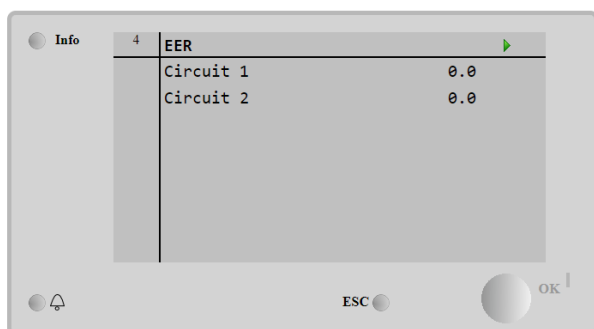 Info
4 EER
Circuit 1 0.0
Circuit 2 0.0
ESC
OK